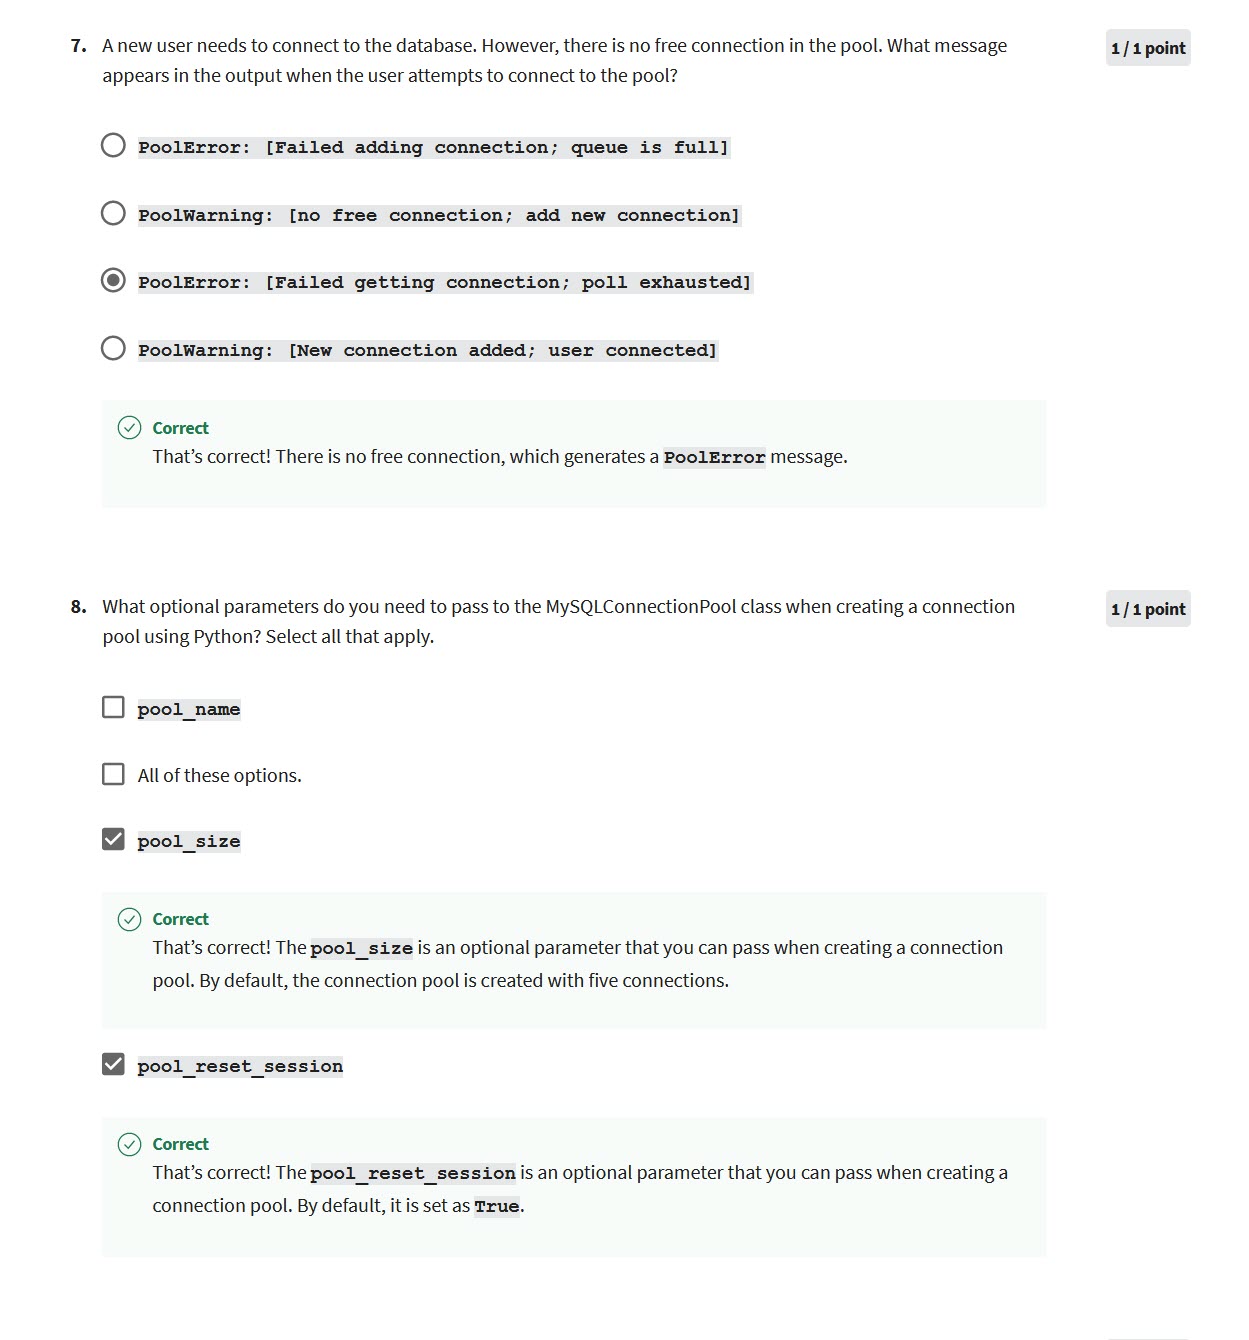 7. A new user needs to connect to the database. However, there is no free connection in the pool. What message
1 / 1 point
appears in the output when the user attempts to connect to the pool?
PoolError: [Failed adding connection; queue is full]
PoolWarning: [no free connection; add new connection]
PoolError: [Failed getting connection; poll exhausted]
PoolWarning: [New connection added; user connected]
Correct
That’s correct! There is no free connection, which generates a PoolError message.
8. What optional parameters do you need to pass to the MySQLConnectionPool class when creating a connection
1 / 1 point
pool using Python? Select all that apply.
pool_name
All of these options.
pool_size
Correct
That’s correct! The pool_size is an optional parameter that you can pass when creating a connection
pool. By default, the connection pool is created with five connections.
pool_reset_session
Correct
That’s correct! The pool_reset_session is an optional parameter that you can pass when creating a
connection pool. By default, it is set as True.